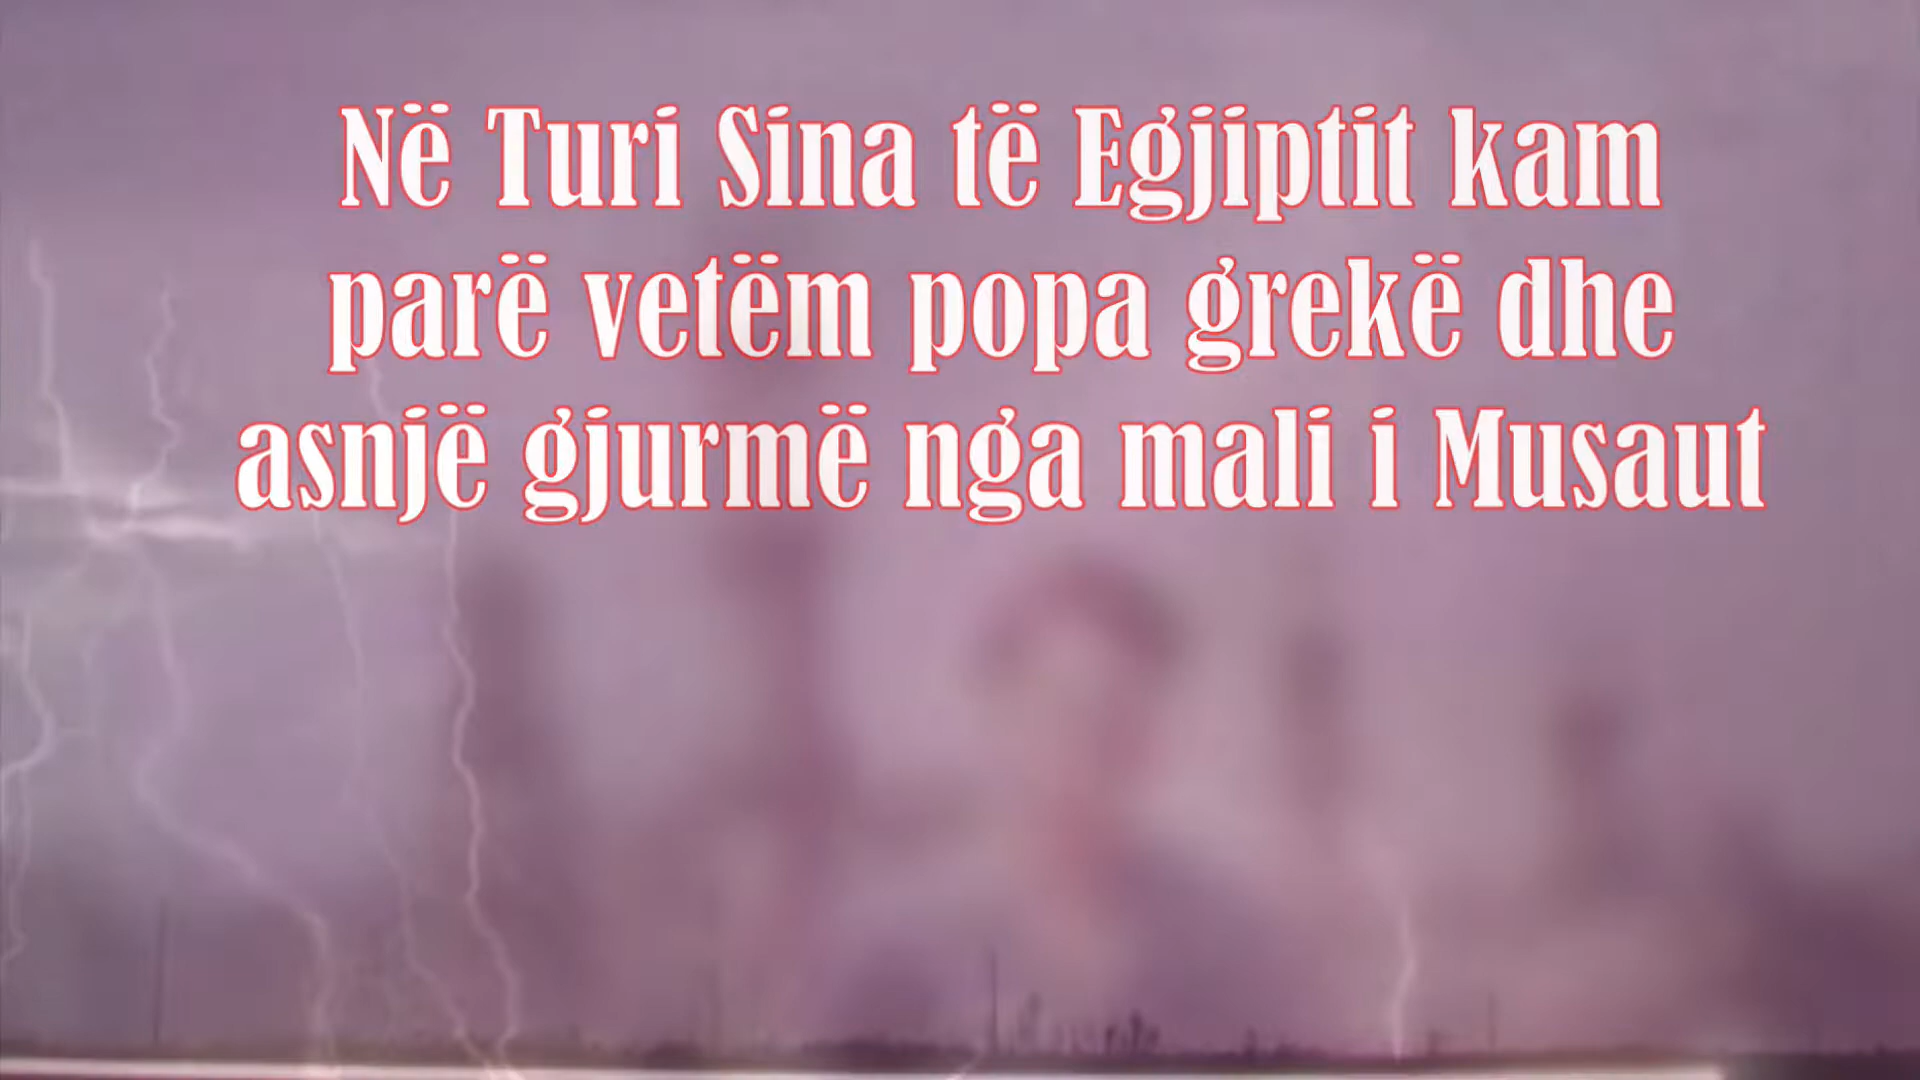 Në Turi Sina të Egjiptit kam
parë vetëm popa grekë dhe
asnjë gjurmë nga mali i Musaut